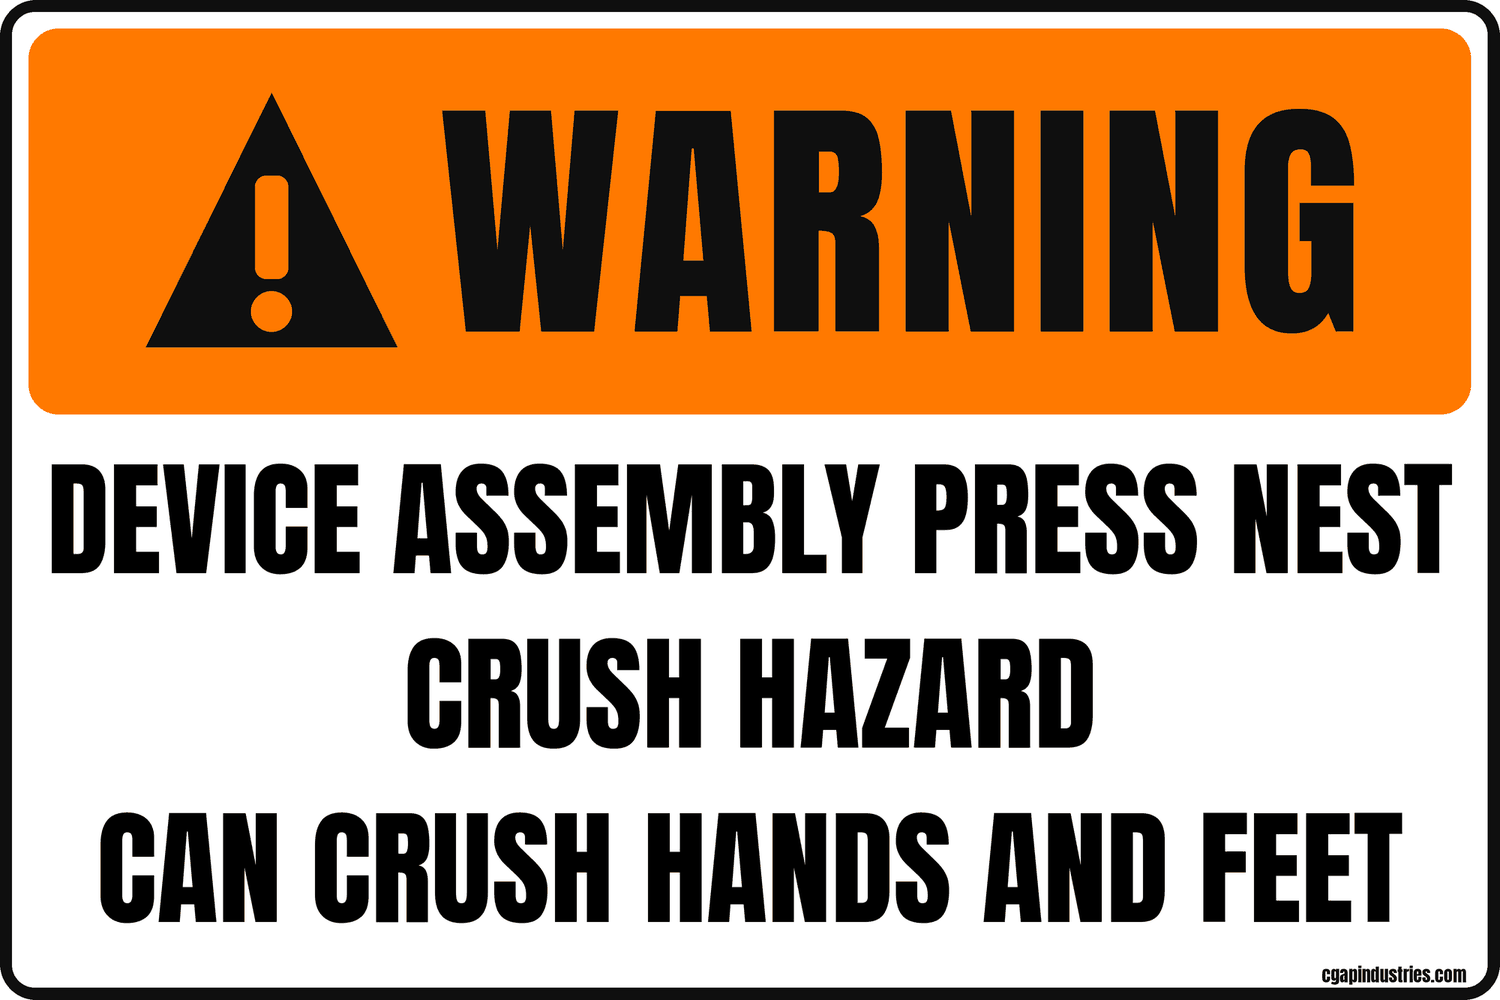 WARNING
DEVICE ASSEMBLY PRESS NEST
CRUSH HAZARD
CAN CRUSH HANDS AND FEET
cgapindustries.com